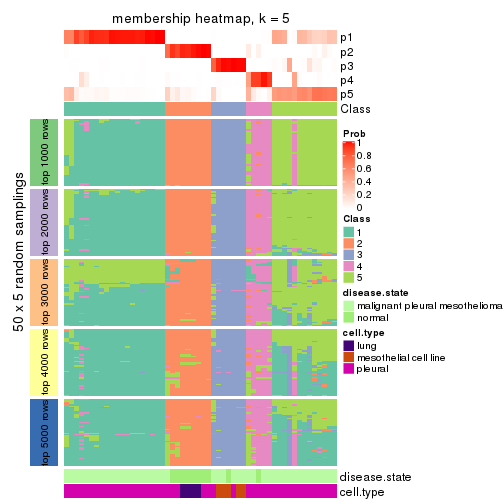 membership heatmap, k = 5
p1
p2
p3
p4
p5
Class
50 x 5 random samplings
top 1000 rows
top 2000 rows
top 3000 rows
top 4000 rows
top 5000 rows
Prob
1
0.8
0.6
0.4
0.2
0
Class
1
2
3
4
5
disease.state
malignant pleural mesothelioma
normal
cell.type
lung
mesothelial cell line
pleural
disease.state
cell.type